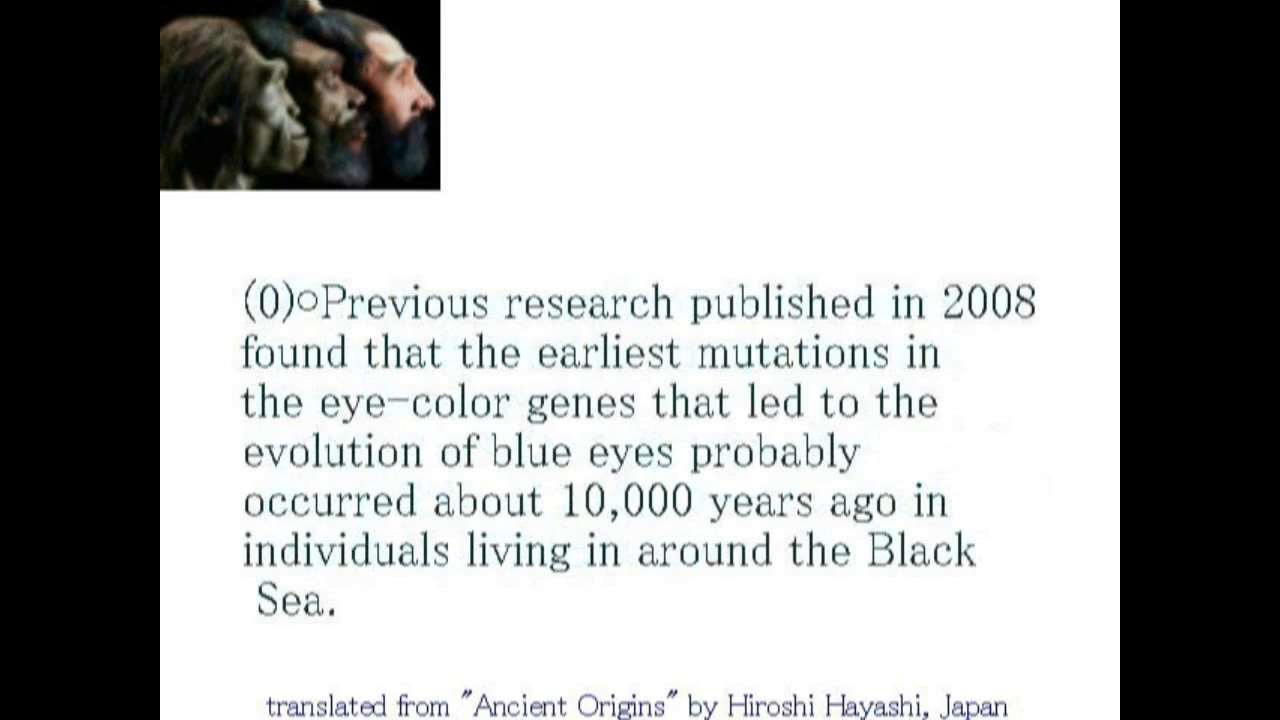 (0)○Previous research published in 2008
found that the earliest mutations in
the eye-color genes that led to the
evolution of blue eyes probably
occurred about 10,000 years ago in
individuals living in around the Black
Sea.
translated from "Ancient Origins" by Hiroshi Hayashi, Japan